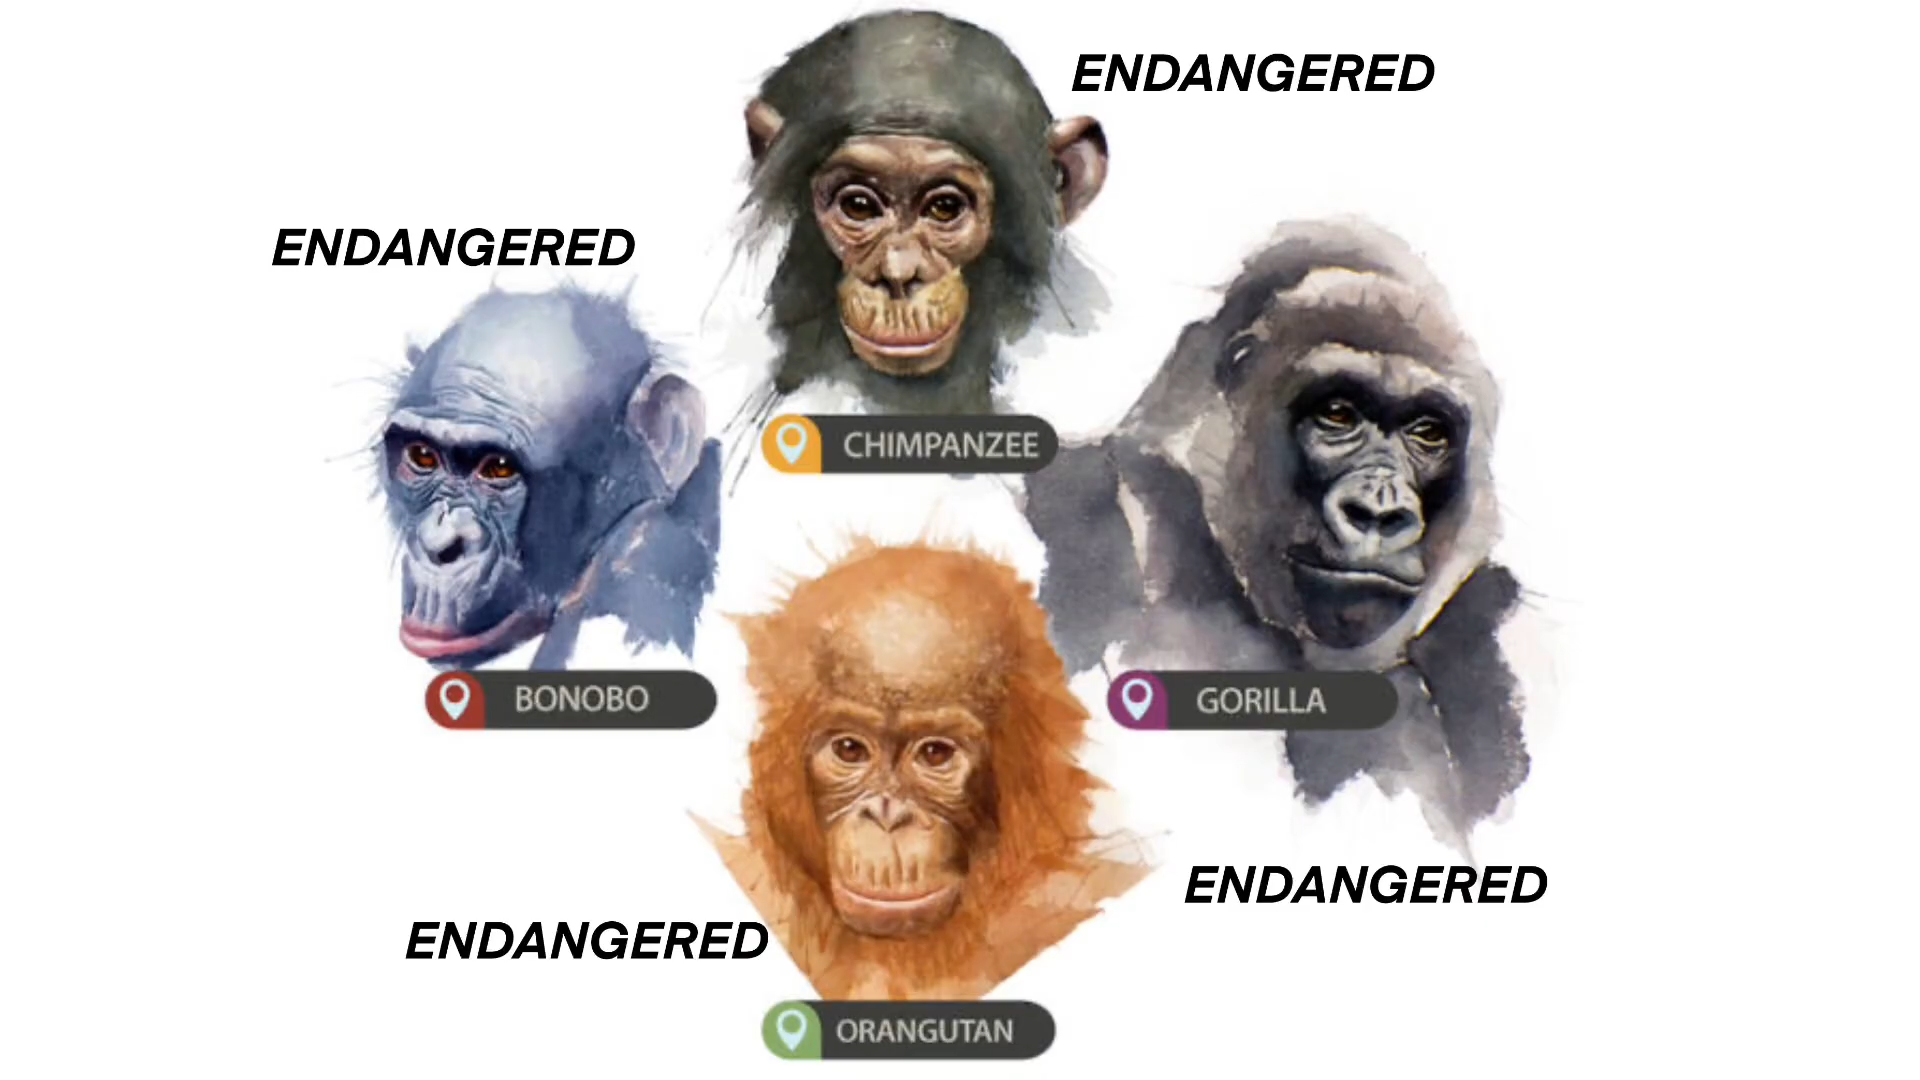 ENDANGERED
ENDANGERED
CHIMPANZEE
BONOBO
GORILLA
ENDANGERED
ENDANGERED
ORANGUTAN